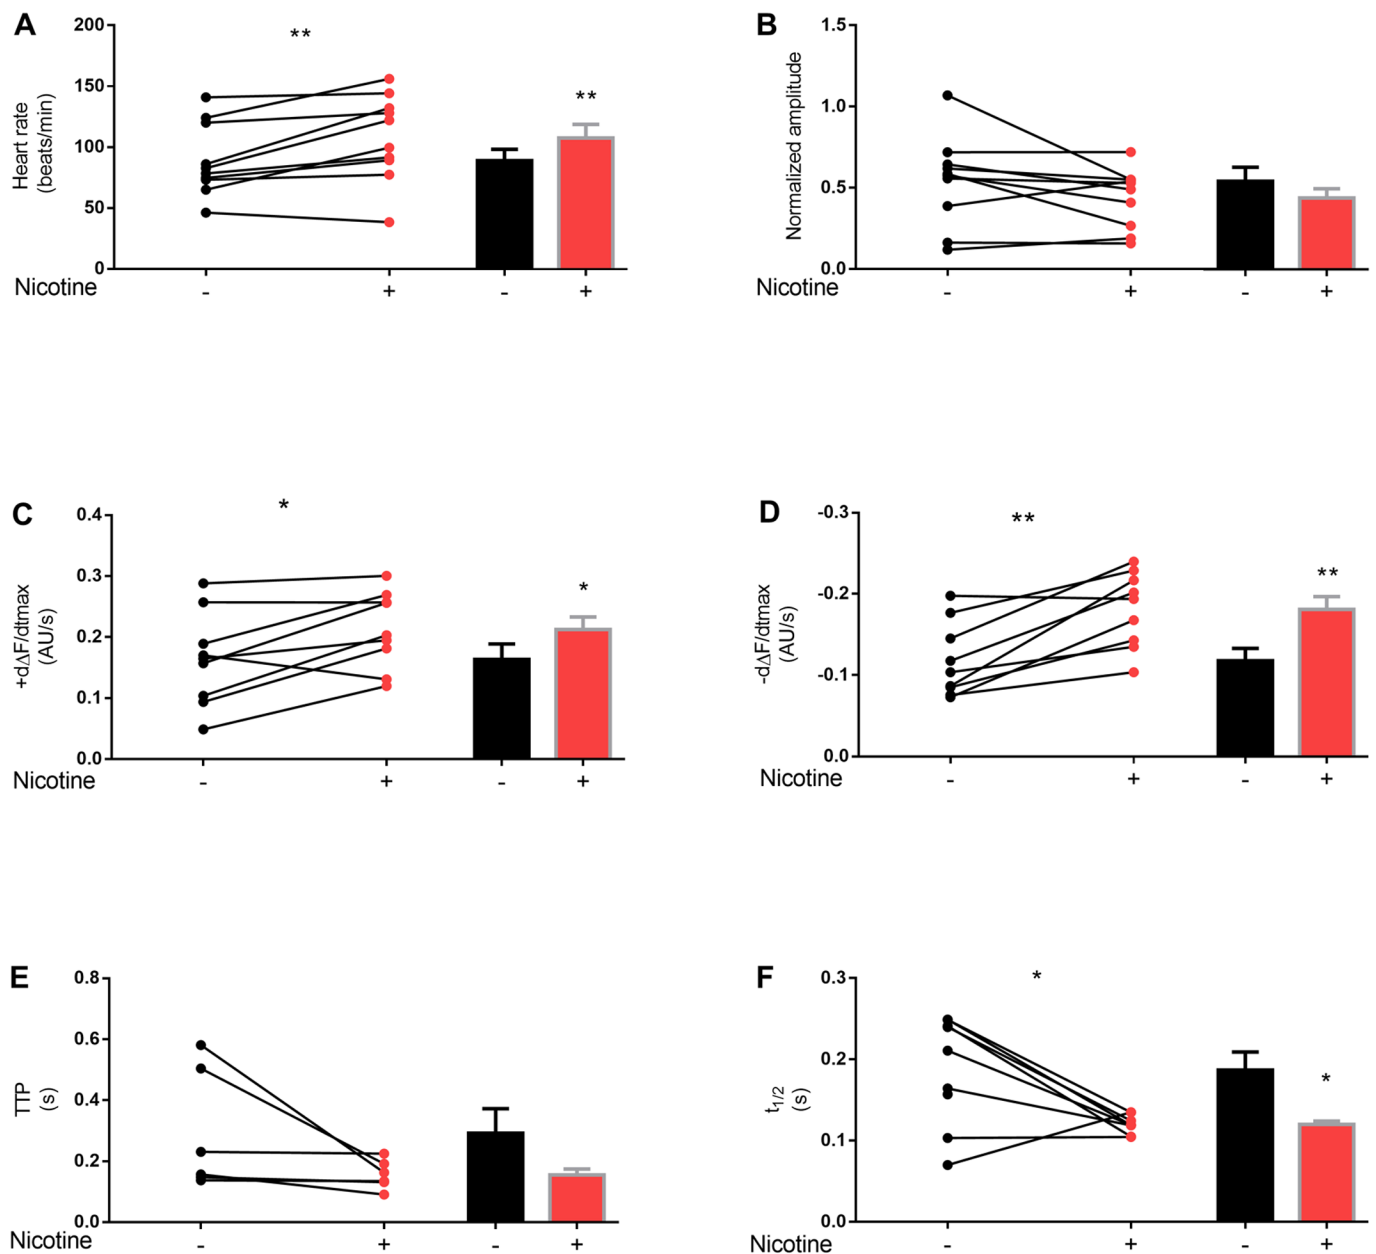 A
Heart rate
(beats/min)
200
150
100
50
0
**
**
Nicotine - + - +
B
Normalized amplitude
1.5
1.0
0.5
0.0
Nicotine - + - +
C
+dΔF/dtmax
(AU/s)
0.4
0.3
0.2
0.1
0.0
*
*
Nicotine - + - +
D
-dΔF/dtmax
(AU/s)
-0.3
-0.2
-0.1
0.0
**
**
Nicotine - + - +
E
TTP
(s)
0.8
0.6
0.4
0.2
0.0
Nicotine - + - +
F
t1/2
(s)
0.3
0.2
0.1
0.0
*
*
Nicotine - + - +